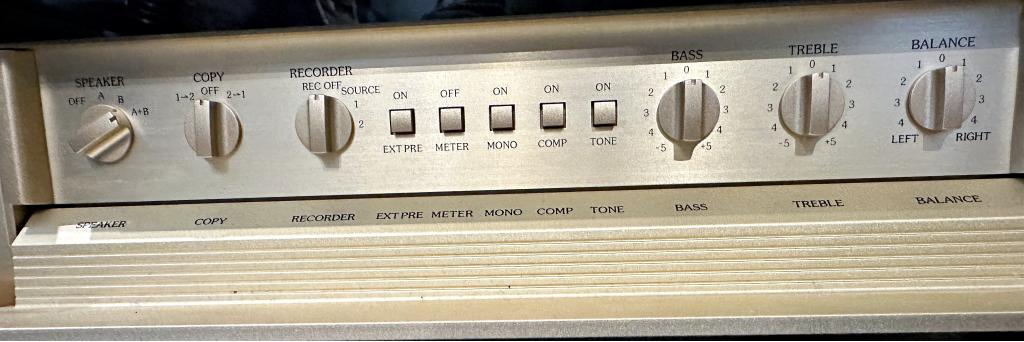 SPEAKER
OFF A B A+B
COPY
1→2 OFF 2→1
RECORDER
REC OFF SOURCE
1
2
ON OFF ON ON ON
EXT PRE METER MONO COMP TONE
BASS
1 0 1
2 2
3 3
4 4
-5 +5
TREBLE
1 0 1
2 2
3 3
4 4
-5 +5
BALANCE
1 0 1
2 2
3 3
4 4
LEFT RIGHT
SPEAKER COPY RECORDER EXT PRE METER MONO COMP TONE BASS TREBLE BALANCE